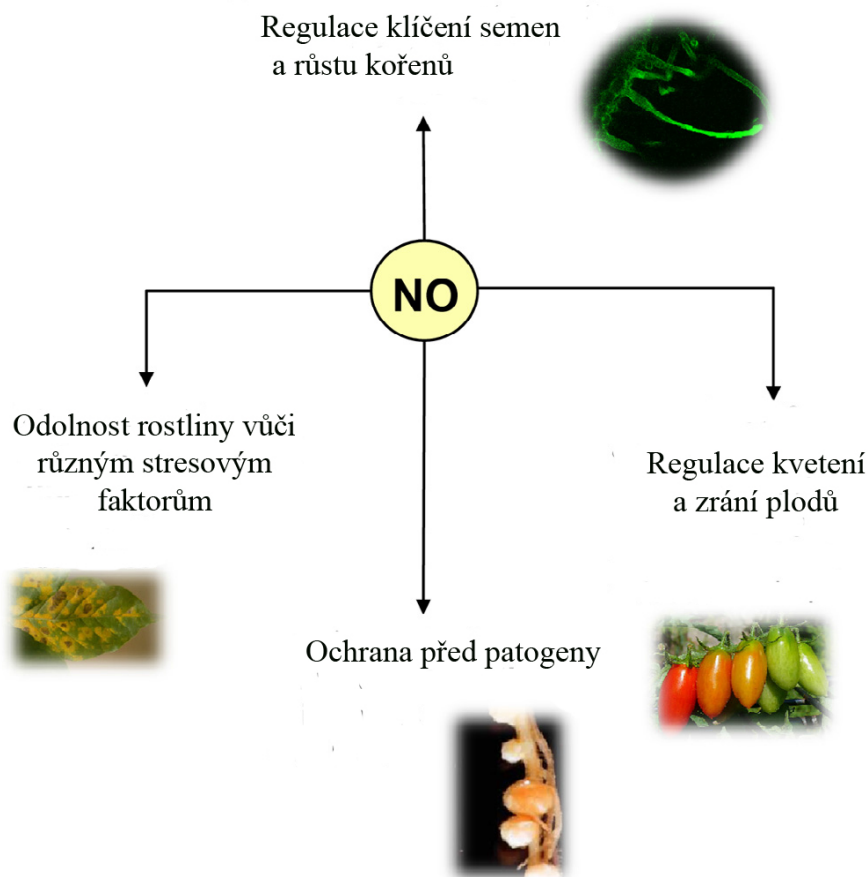 Regulace klíčení semen
a růstu kořenů
NO
Odolnost rostliny vůči
různým stresovým
faktorům
Regulace kvetení
a zrání plodů
Ochrana před patogeny